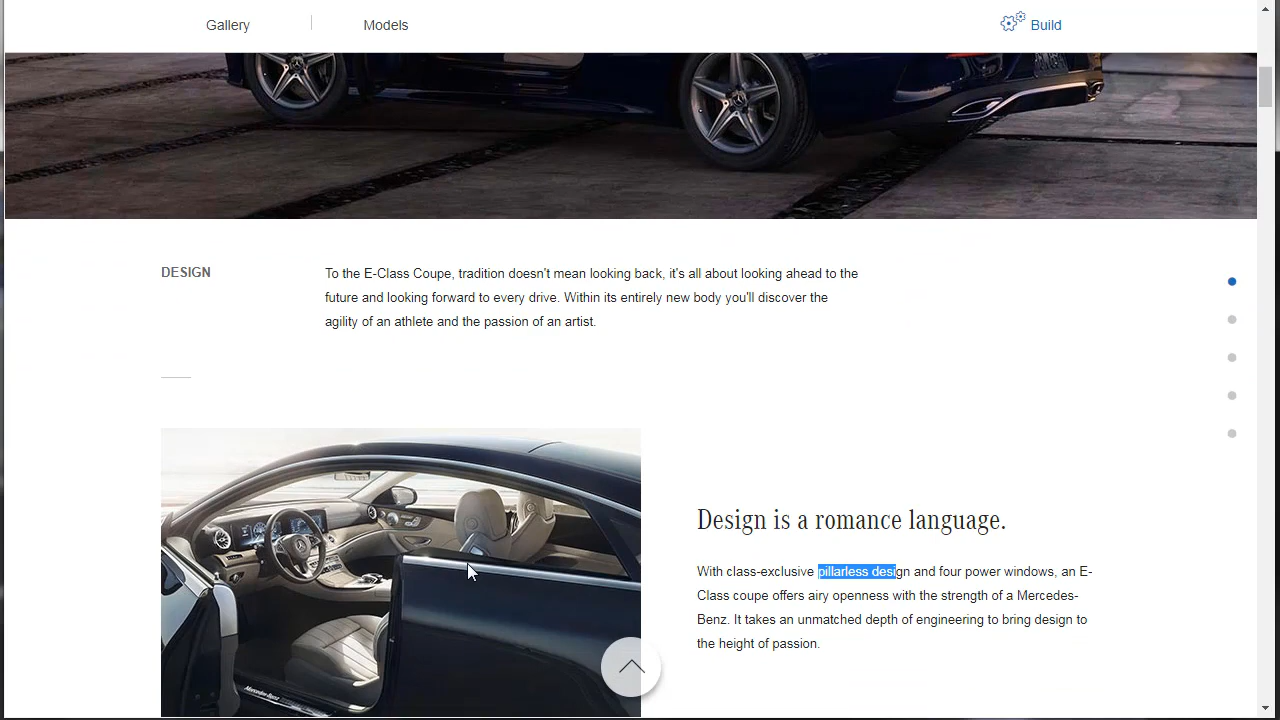 Gallery
Models
Build
DESIGN
To the E-Class Coupe, tradition doesn't mean looking back, it's all about looking ahead to the
future and looking forward to every drive. Within its entirely new body you'll discover the
agility of an athlete and the passion of an artist.
Design is a romance language.
With class-exclusive pillarless design and four power windows, an E-
Class coupe offers airy openness with the strength of a Mercedes-
Benz. It takes an unmatched depth of engineering to bring design to
the height of passion.
Mercedes-Benz